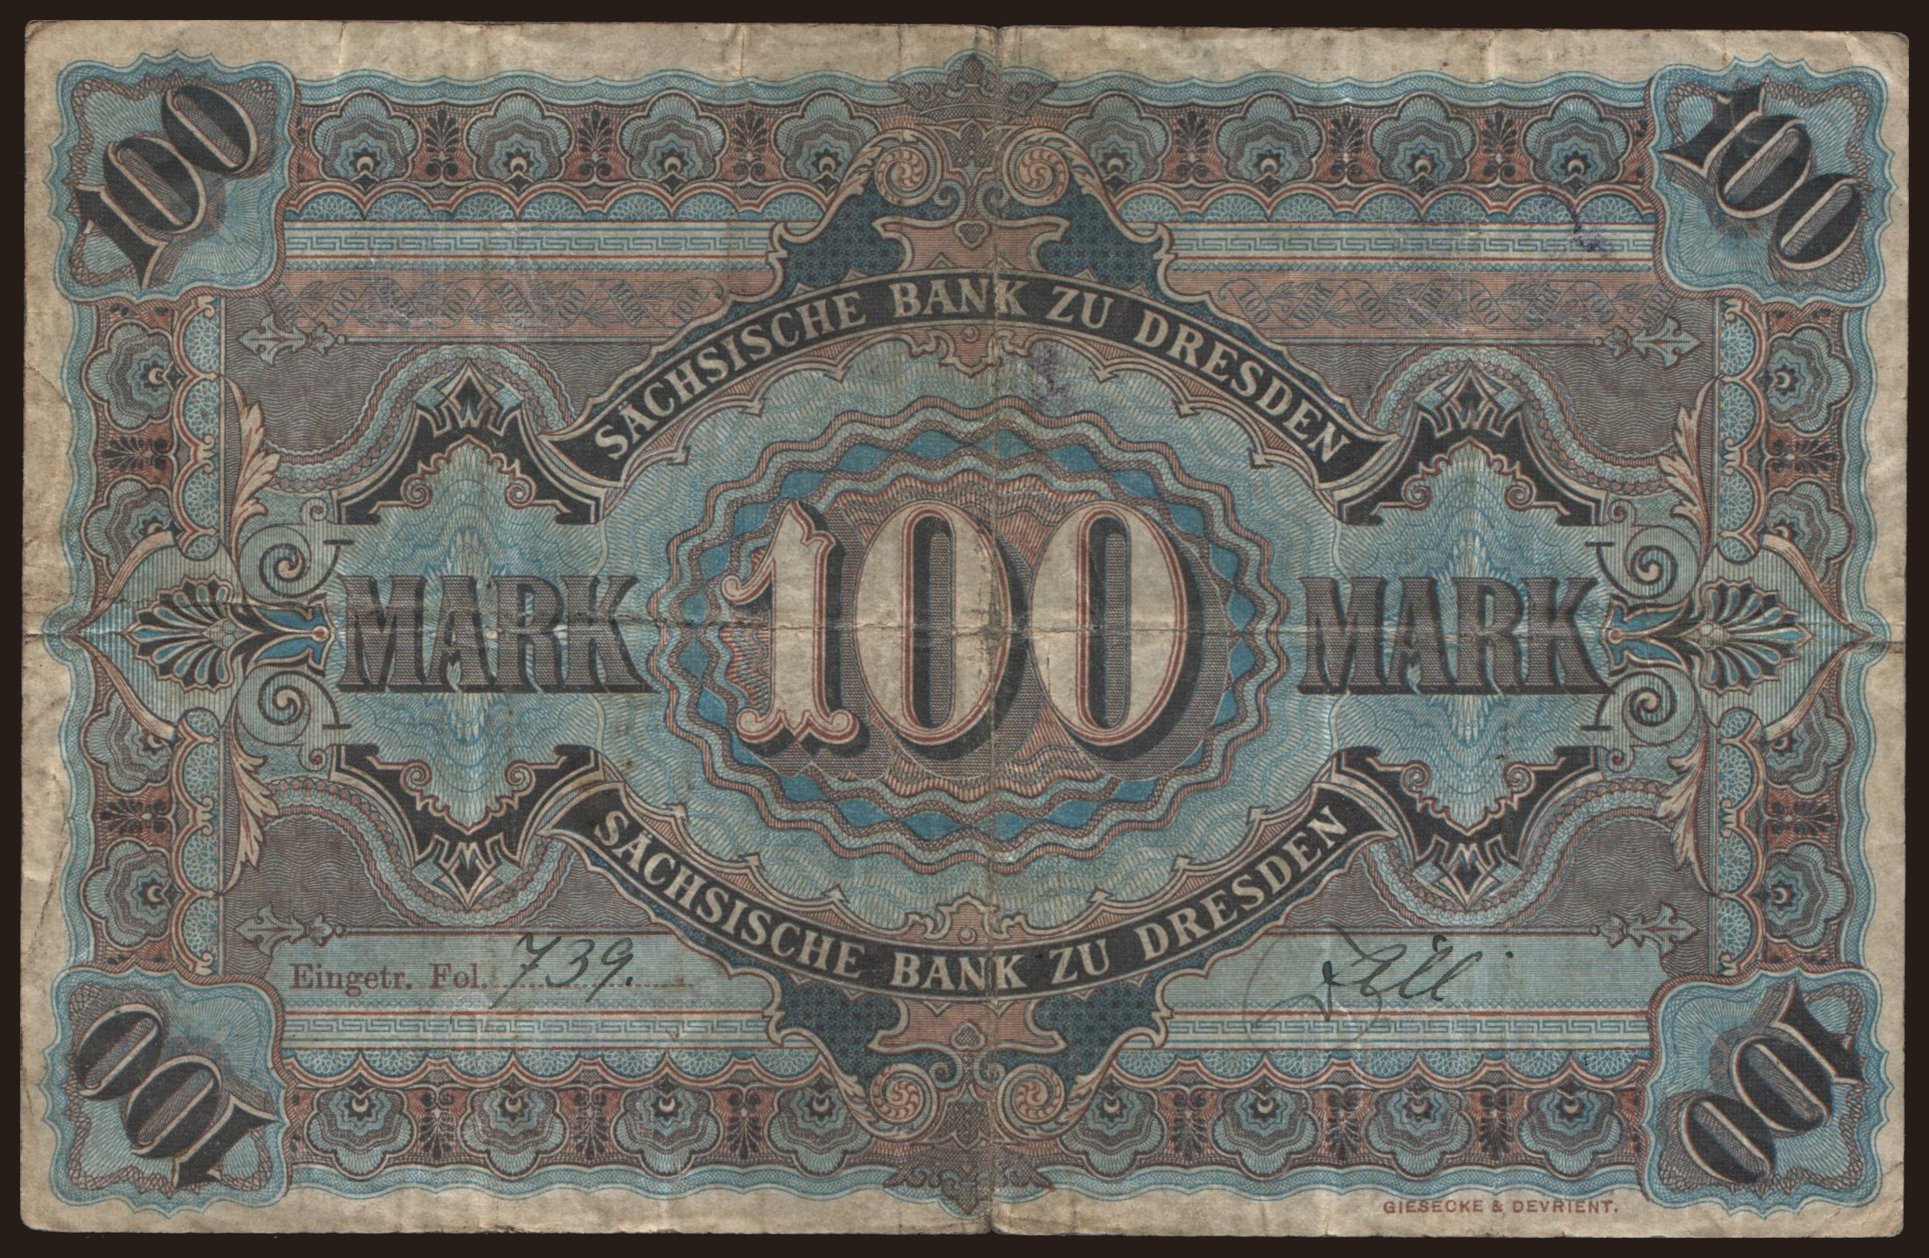 100 100
SÄCHSISCHE BANK ZU DRESDEN
MARK 100 MARK
SÄCHSISCHE BANK ZU DRESDEN
Eingetr. Fol. 739.
100 100
GIESECKE & DEVRIENT.